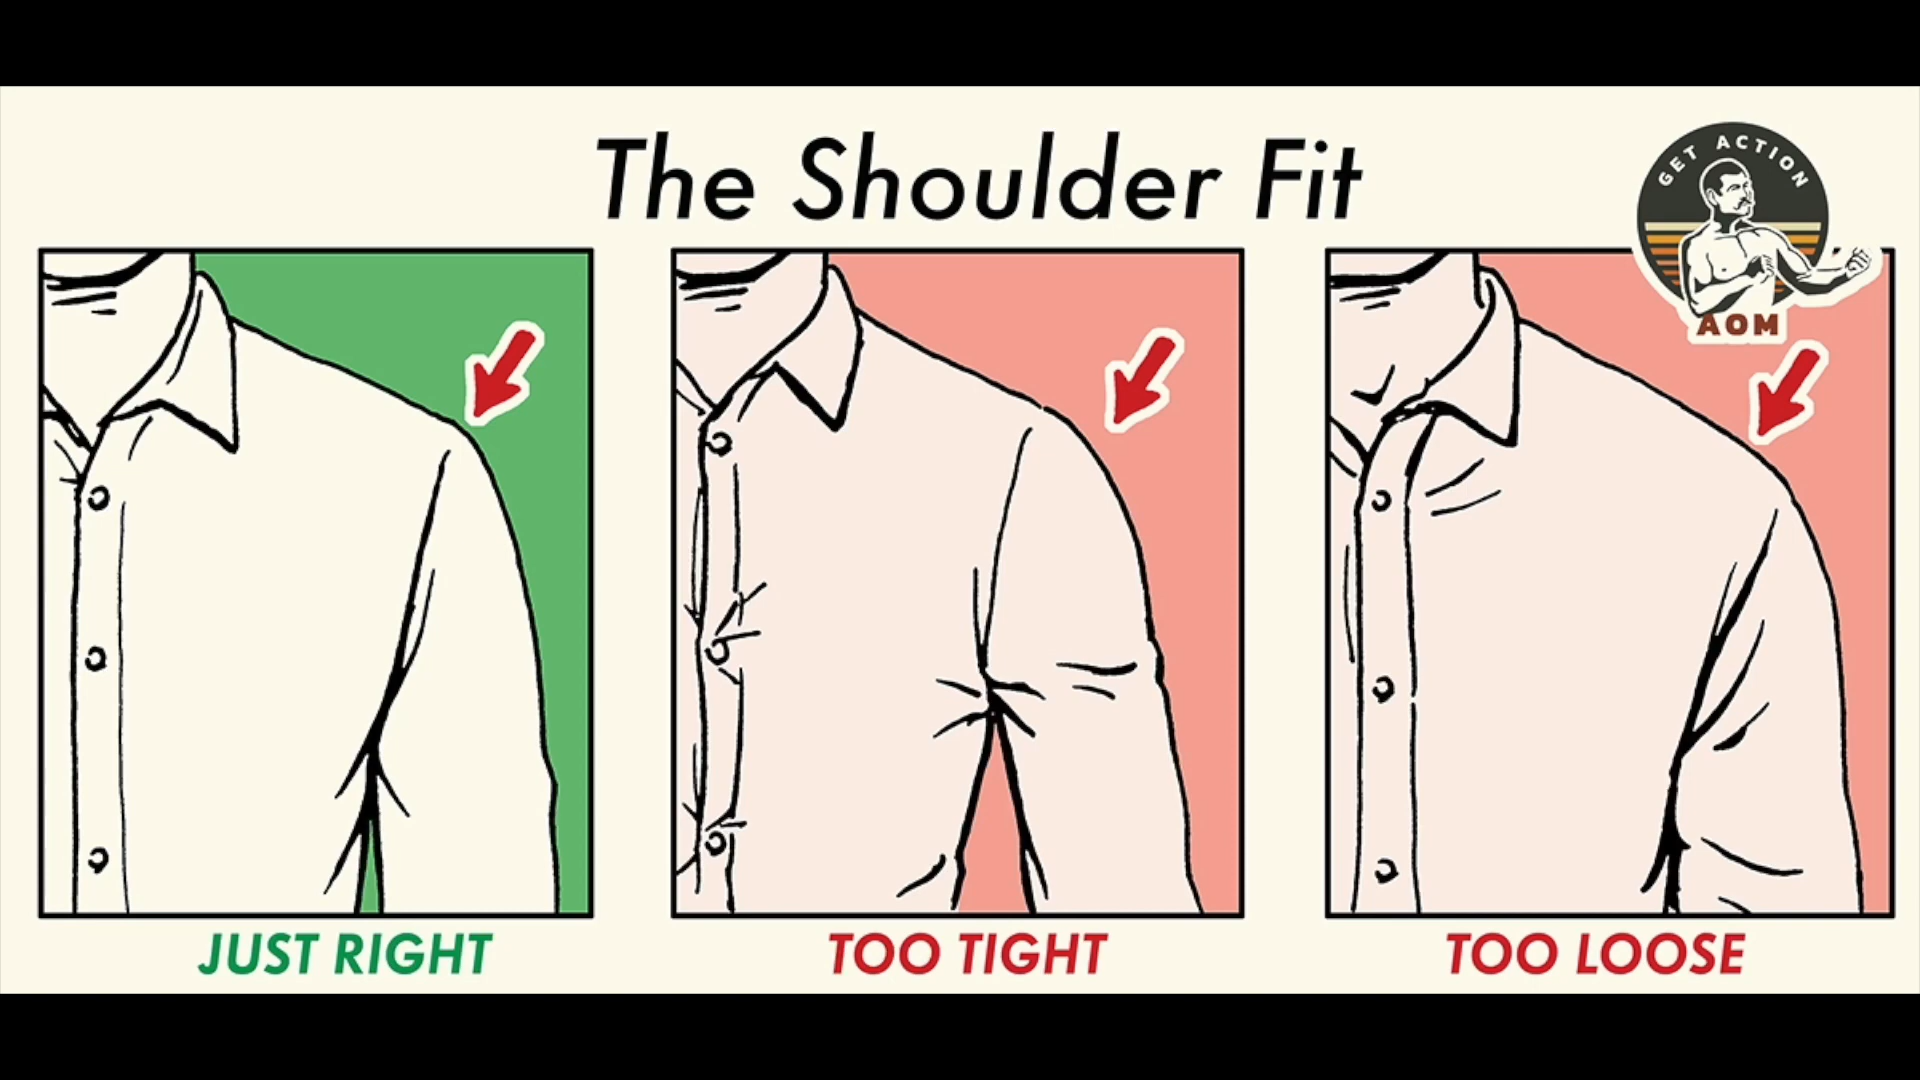 The Shoulder Fit
GET ACTION
AOM
JUST RIGHT
TOO TIGHT
TOO LOOSE